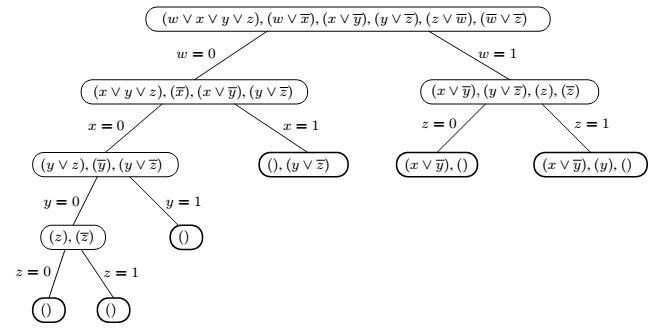 (w ∨ x ∨ y ∨ z), (w ∨ x̅), (x ∨ y̅), (y ∨ z̅), (z ∨ w̅), (w̅ ∨ z̅)
w = 0 w = 1
(x ∨ y ∨ z), (x̅), (x ∨ y̅), (y ∨ z̅) (x ∨ y̅), (y ∨ z̅), (z), (z̅)
x = 0 x = 1 z = 0 z = 1
(y ∨ z), (y̅), (y ∨ z̅) (), (y ∨ z̅) (x ∨ y̅), () (x ∨ y̅), (y), ()
y = 0 y = 1
(z), (z̅) ()
z = 0 z = 1
() ()